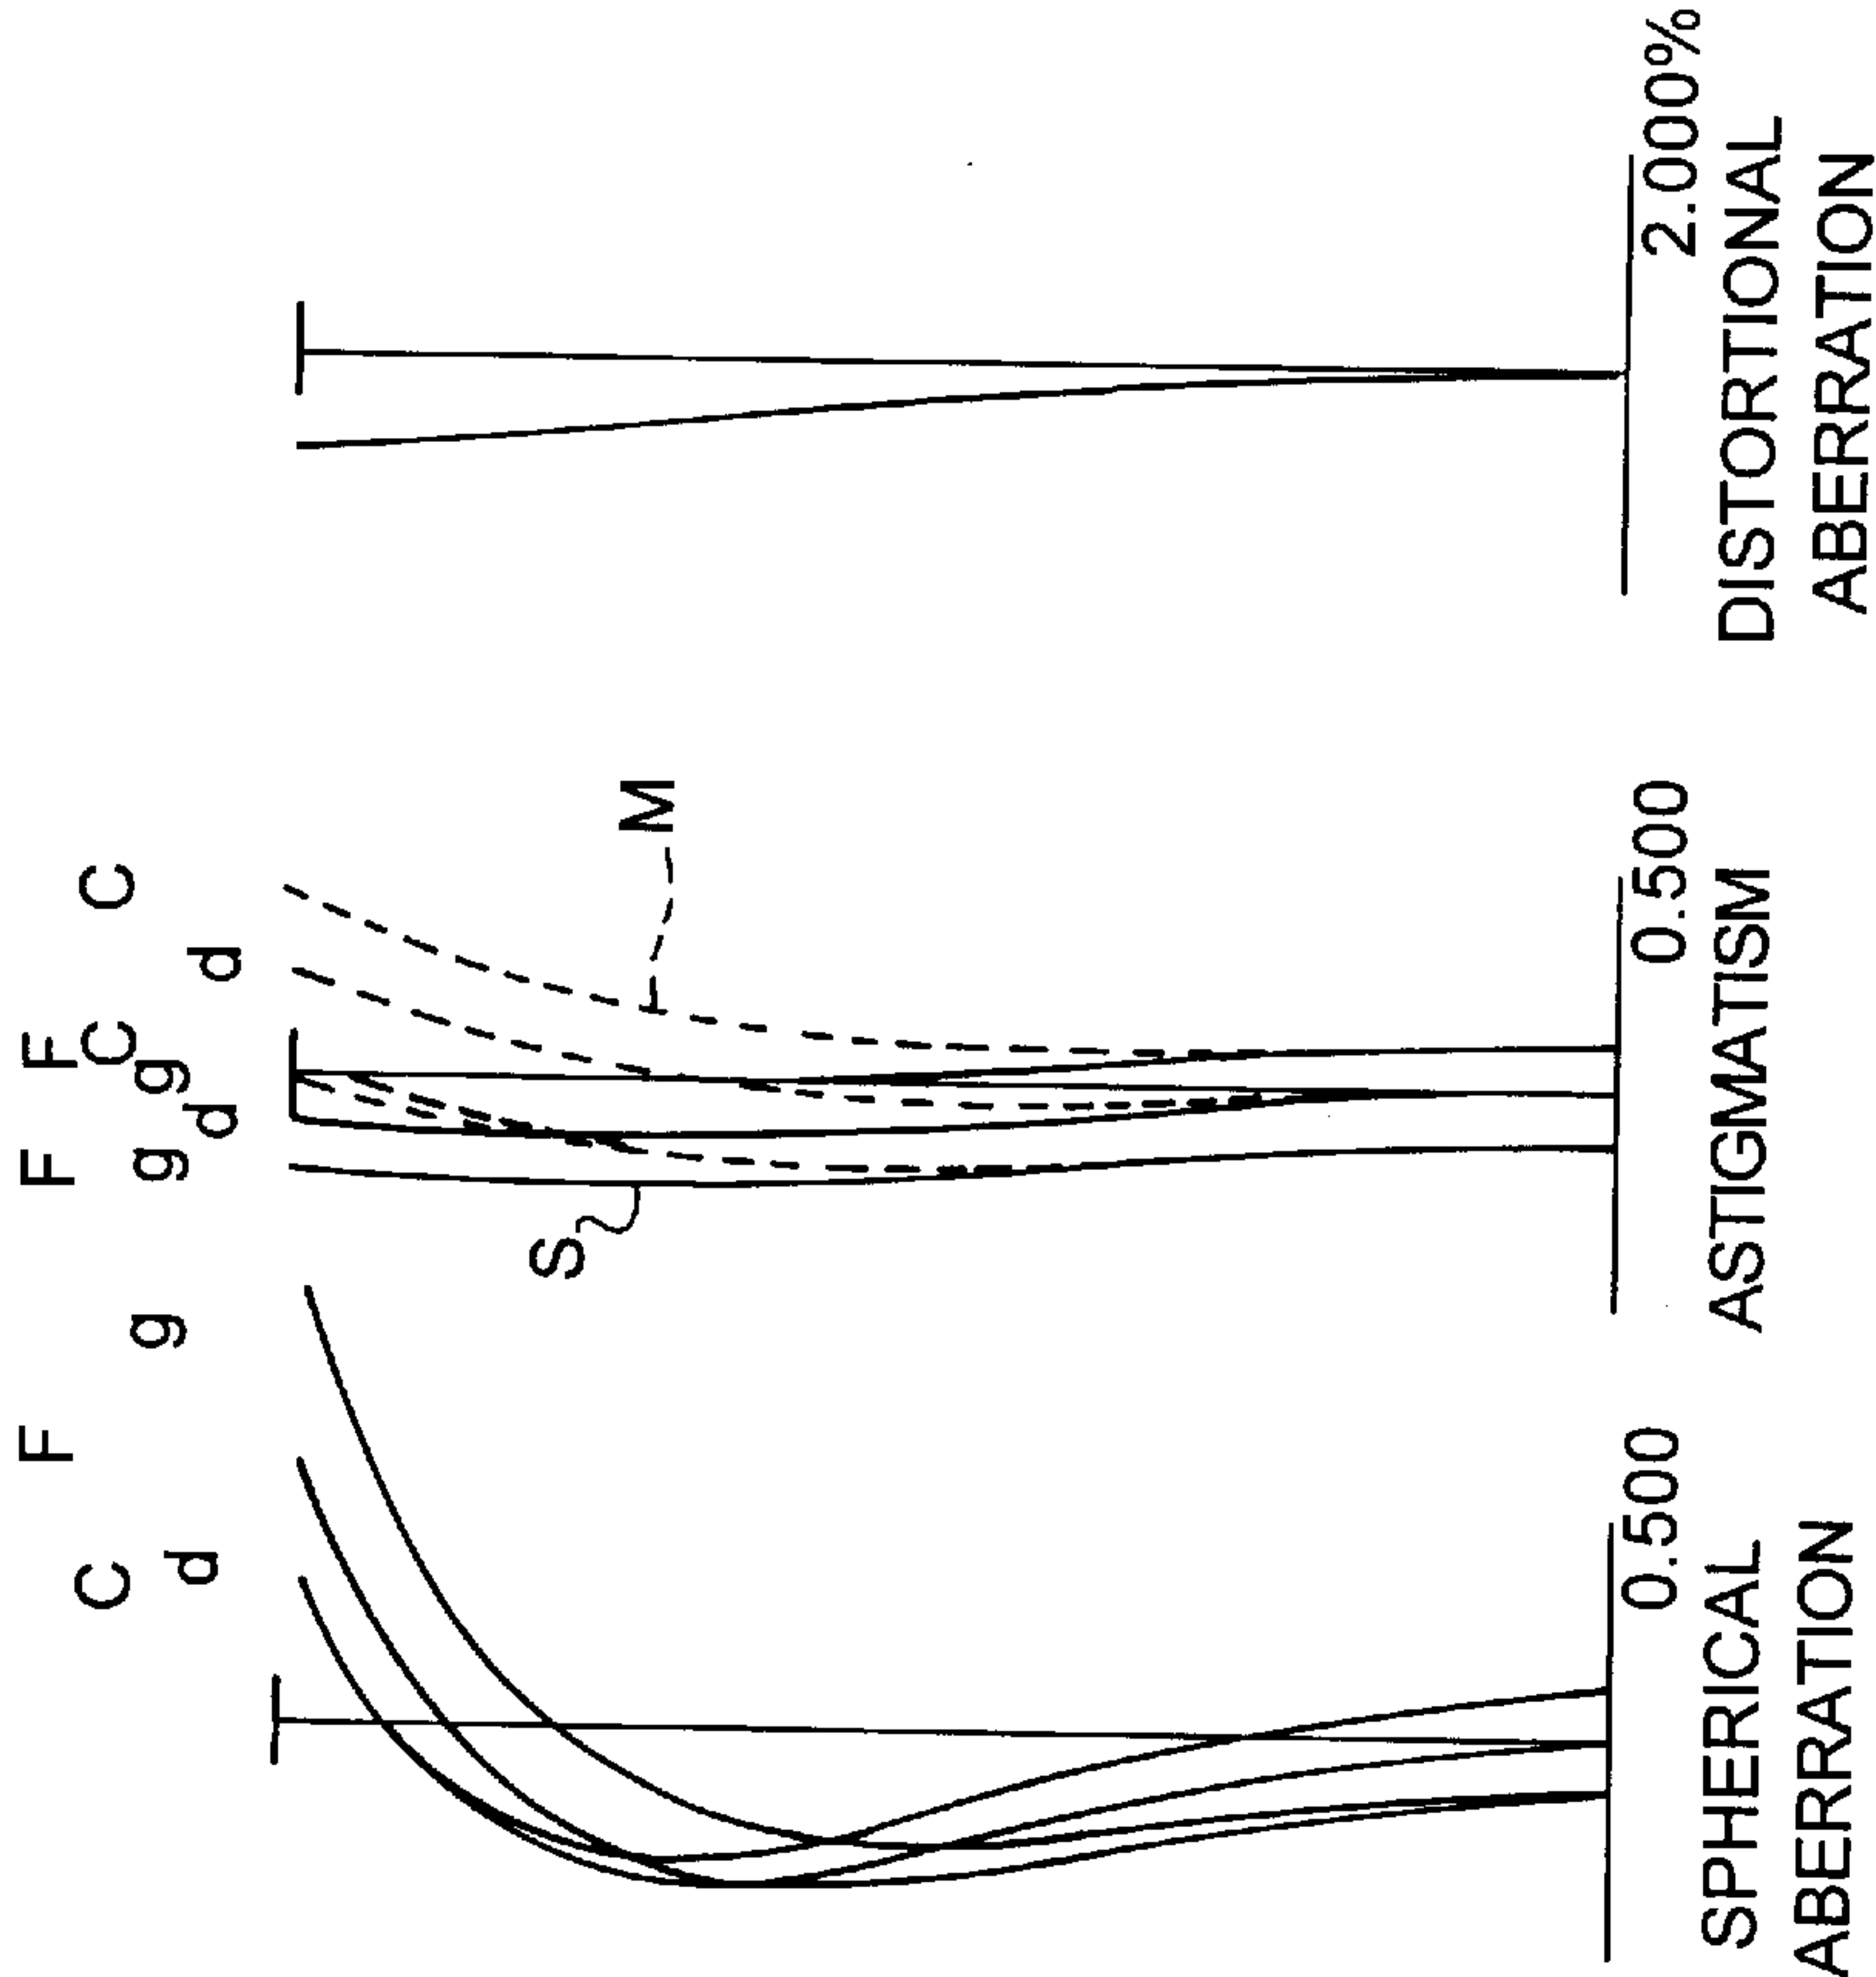 F
C
d
g
0.500
SPHERICAL
ABERRATION
F
F
C
C
g
g
d
d
S
M
0.500
ASTIGMATISM
2.000%
DISTORTIONAL
ABERRATION